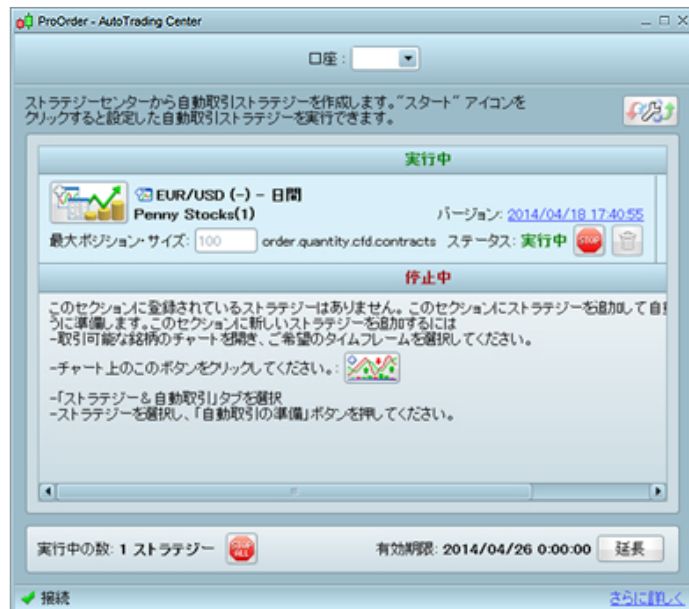 ProOrder - AutoTrading Center
口座 :
ストラテジーセンターから自動取引ストラテジーを作成します。“スタート” アイコンを
クリックすると設定した自動取引ストラテジーを実行できます。
実行中
EUR/USD (-) - 日間
Penny Stocks(1)
バージョン: 2014/04/18 17:40:55
最大ポジション・サイズ: 100 order.quantity.cfd.contracts ステータス: 実行中 STOP
停止中
このセクションに登録されているストラテジーはありません。このセクションにストラテジーを追加して自
うに準備します。このセクションに新しいストラテジーを追加するには
-取引可能な銘柄のチャートを開き、ご希望のタイムフレームを選択してください。
-チャート上のこのボタンをクリックしてください。:
-「ストラテジー & 自動取引」タブを選択
-ストラテジーを選択し、「自動取引の準備」ボタンを押してください。
実行中の数: 1 ストラテジー STOP ALL 有効期限: 2014/04/26 0:00:00 延長
接続 さらに詳しく